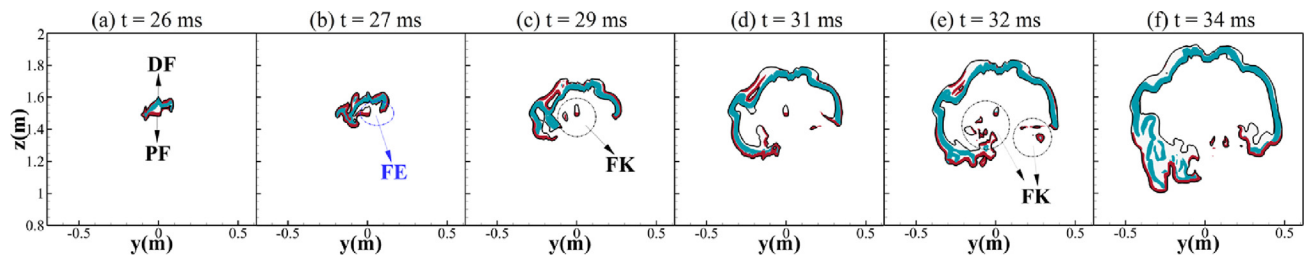 (a) t = 26 ms (b) t = 27 ms (c) t = 29 ms (d) t = 31 ms (e) t = 32 ms (f) t = 34 ms
2
1.8
1.6
1.4
1.2
1
0.8
z(m)
DF
PF
FE
FK
FK
-0.5 0 0.5 -0.5 0 0.5 -0.5 0 0.5 -0.5 0 0.5 -0.5 0 0.5 -0.5 0 0.5
y(m) y(m) y(m) y(m) y(m) y(m)